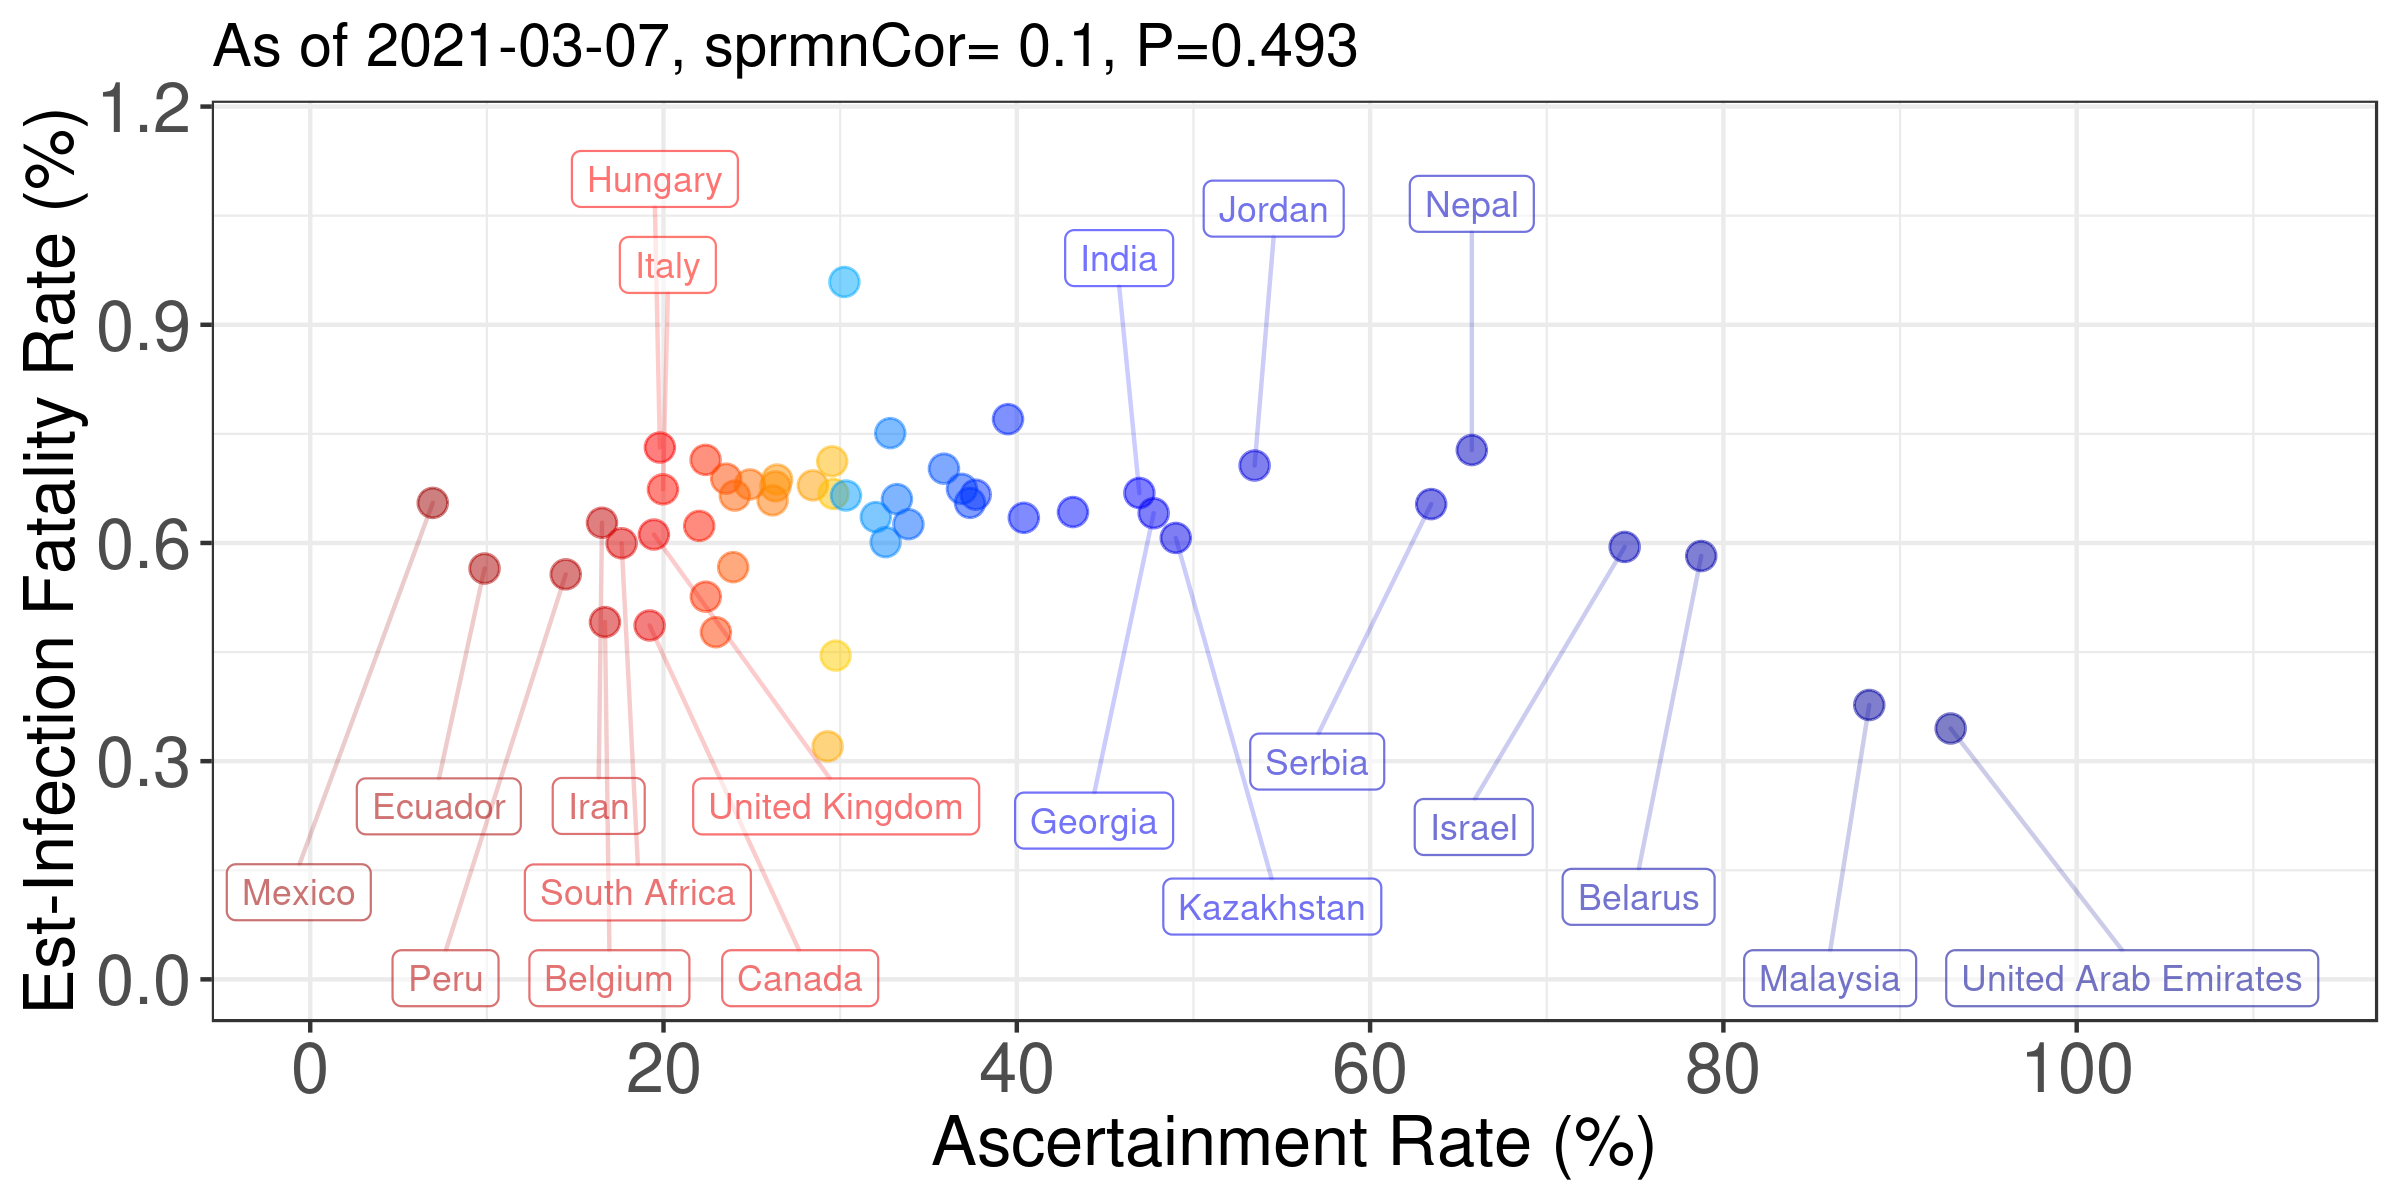 As of 2021-03-07, sprmnCor= 0.1, P=0.493
Est-Infection Fatality Rate (%)
1.2
0.9
0.6
0.3
0.0
Hungary
Italy
Jordan
Nepal
India
Serbia
Ecuador
Iran
United Kingdom
Georgia
Israel
Mexico
South Africa
Kazakhstan
Belarus
Peru
Belgium
Canada
Malaysia
United Arab Emirates
0 20 40 60 80 100
Ascertainment Rate (%)